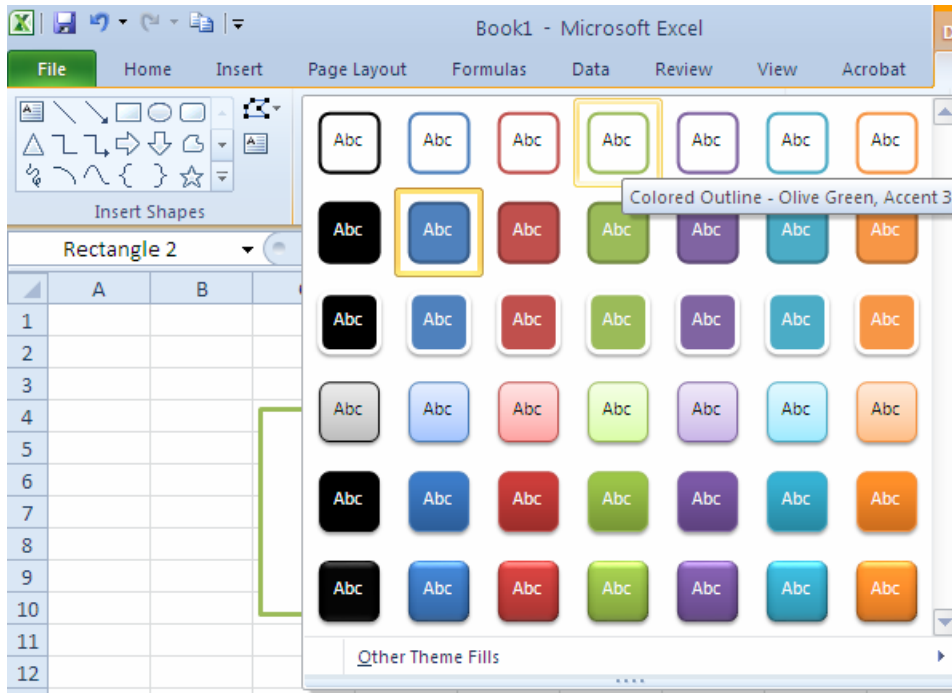 Book1 - Microsoft Excel
File Home Insert Page Layout Formulas Data Review View Acrobat
Insert Shapes
Abc Abc Abc Abc Abc Abc Abc
Colored Outline - Olive Green, Accent 3
Rectangle 2
Abc Abc Abc Abc Abc Abc Abc
A B
1
2
3
4
5
6
7
8
9
10
11
12
Abc Abc Abc Abc Abc Abc Abc
Abc Abc Abc Abc Abc Abc Abc
Abc Abc Abc Abc Abc Abc Abc
Abc Abc Abc Abc Abc Abc Abc
Other Theme Fills